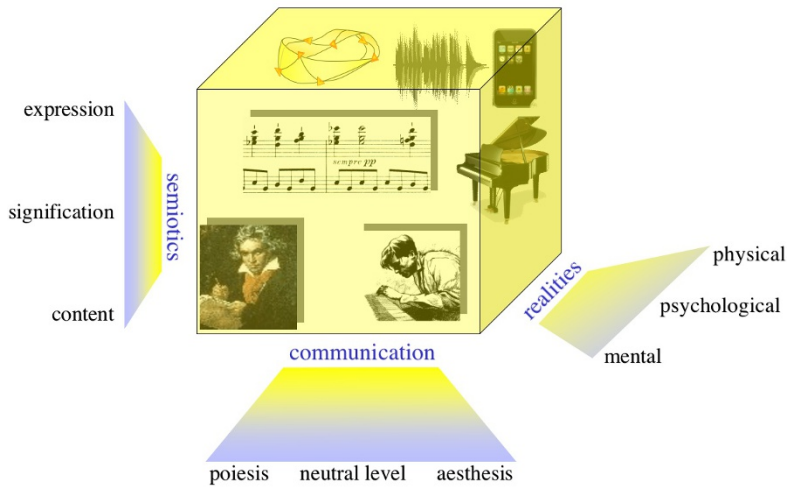 expression
signification
content
semiotics
sempre pp
realities
physical
psychological
mental
communication
poiesis neutral level aesthesis